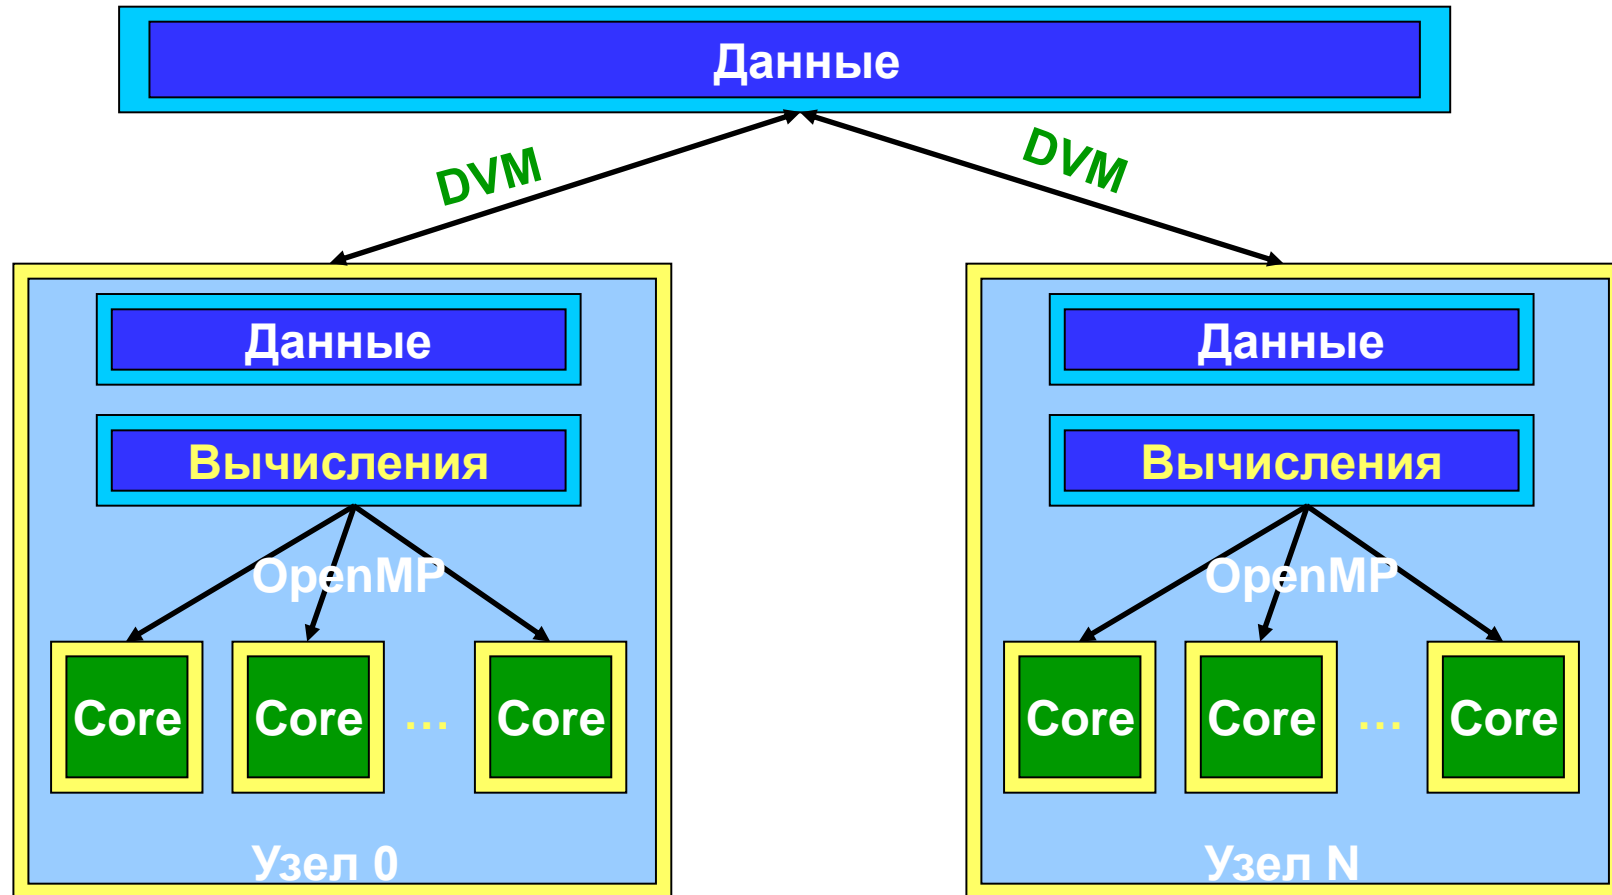 Данные
DVM
DVM
Данные
Вычисления
OpenMP
Core
Core
...
Core
Узел 0
Данные
Вычисления
OpenMP
Core
Core
...
Core
Узел N